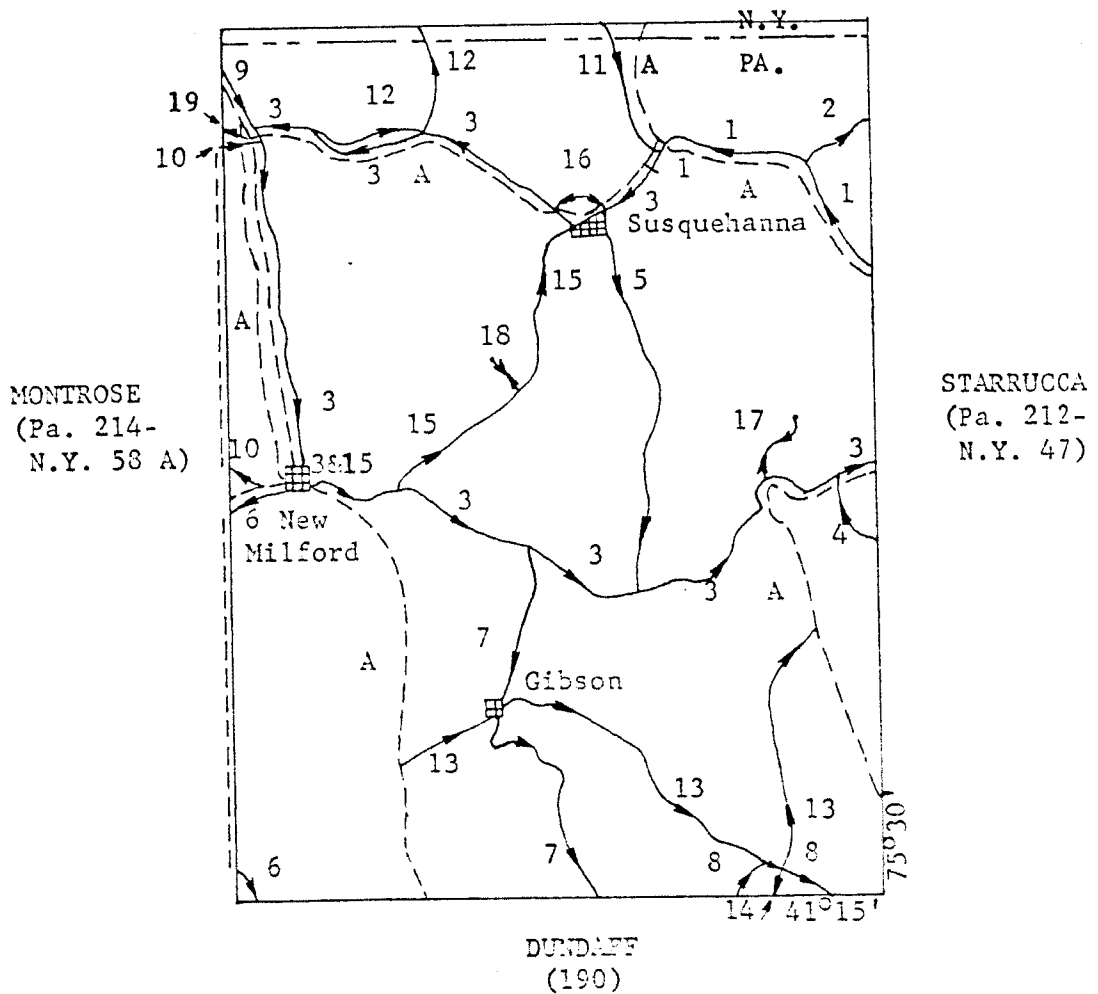 N.Y.
PA.
9
12
11
A
19
3
12
3
1
2
10
3
A
16
1
A
1
3
Susquehanna
15
5
A
18
MONTROSE
(Pa. 214-
N.Y. 58 A)
STARRUCCA
(Pa. 212-
N.Y. 47)
3
15
17
10
3&15
3
3
6 New
Milford
4
3
3
A
A
7
Gibson
13
13
13
7
8
8
6
14
41°15'
75°30'
DUNDAFF
(190)